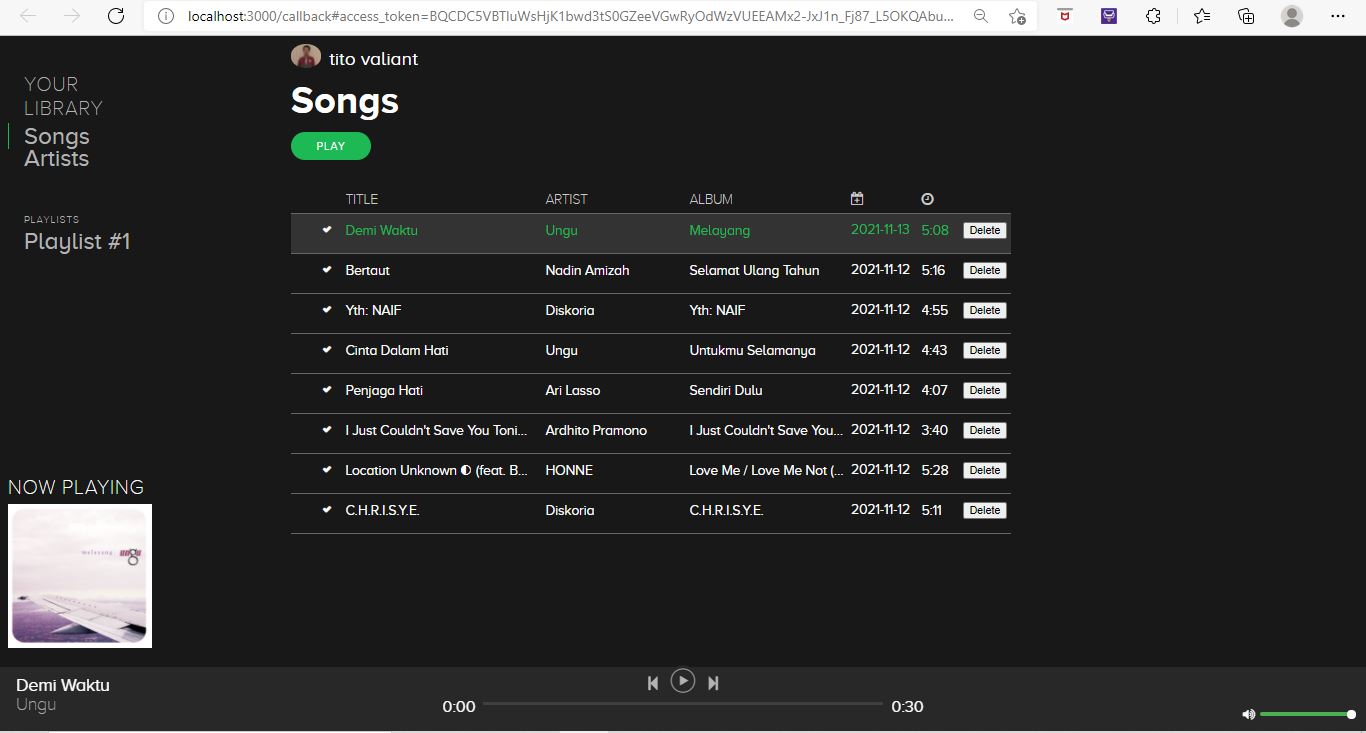 localhost:3000/callback#access_token=BQCDC5VBTIuWsHjK1bwd3tS0GZeeVGwRyOdWzVUEEAMx2-JxJ1n_Fj87_L5OKQAbu...
tito valiant
YOUR
LIBRARY
Songs
Artists
PLAYLISTS
Playlist #1
Songs
PLAY
TITLE ARTIST ALBUM
Demi Waktu Ungu Melayang 2021-11-13 5:08 Delete
Bertaut Nadin Amizah Selamat Ulang Tahun 2021-11-12 5:16 Delete
Yth: NAIF Diskoria Yth: NAIF 2021-11-12 4:55 Delete
Cinta Dalam Hati Ungu Untukmu Selamanya 2021-11-12 4:43 Delete
Penjaga Hati Ari Lasso Sendiri Dulu 2021-11-12 4:07 Delete
I Just Couldn't Save You Toni... Ardhito Pramono I Just Couldn't Save You... 2021-11-12 3:40 Delete
Location Unknown ◐ (feat. B... HONNE Love Me / Love Me Not (... 2021-11-12 5:28 Delete
C.H.R.I.S.Y.E. Diskoria C.H.R.I.S.Y.E. 2021-11-12 5:11 Delete
NOW PLAYING
melayang ungu
Demi Waktu
Ungu
0:00 0:30